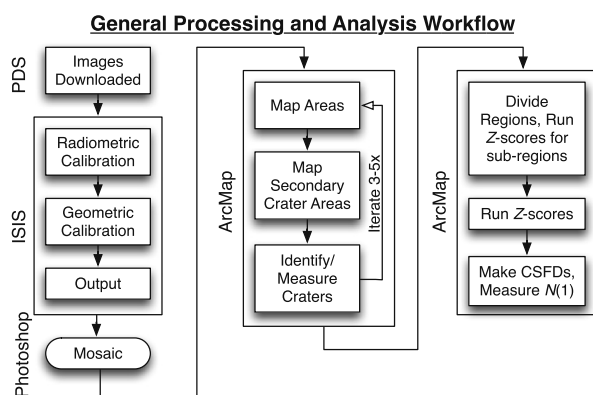 General Processing and Analysis Workflow
PDS
Images
Downloaded
ISIS
Radiometric
Calibration
Geometric
Calibration
Output
Photoshop
Mosaic
ArcMap
Map Areas
Map
Secondary
Crater Areas
Identify/
Measure
Craters
Iterate 3-5x
ArcMap
Divide
Regions, Run
Z-scores for
sub-regions
Run Z-scores
Make CSFDs,
Measure N(1)